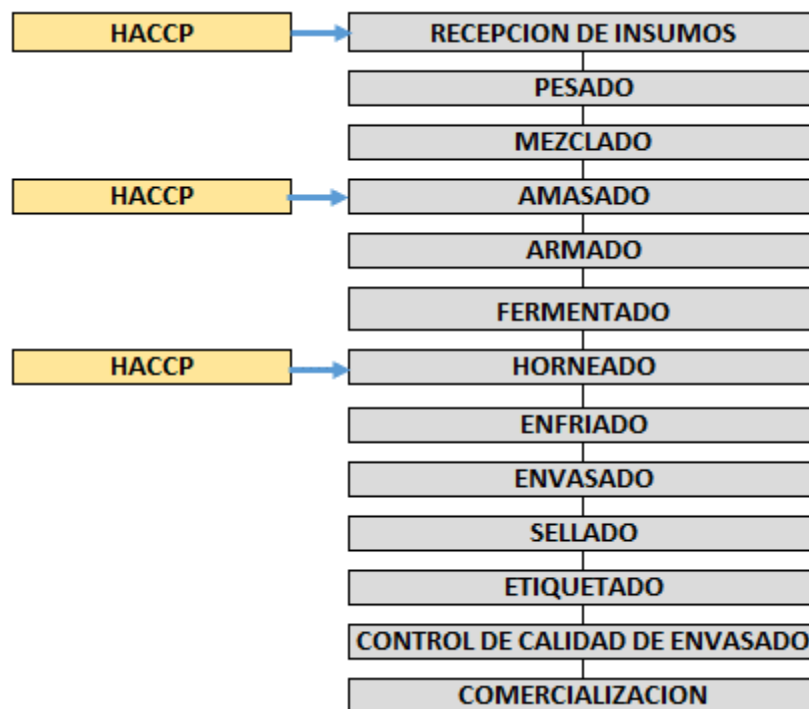 HACCP
RECEPCION DE INSUMOS
PESADO
MEZCLADO
HACCP
AMASADO
ARMADO
FERMENTADO
HACCP
HORNEADO
ENFRIADO
ENVASADO
SELLADO
ETIQUETADO
CONTROL DE CALIDAD DE ENVASADO
COMERCIALIZACION